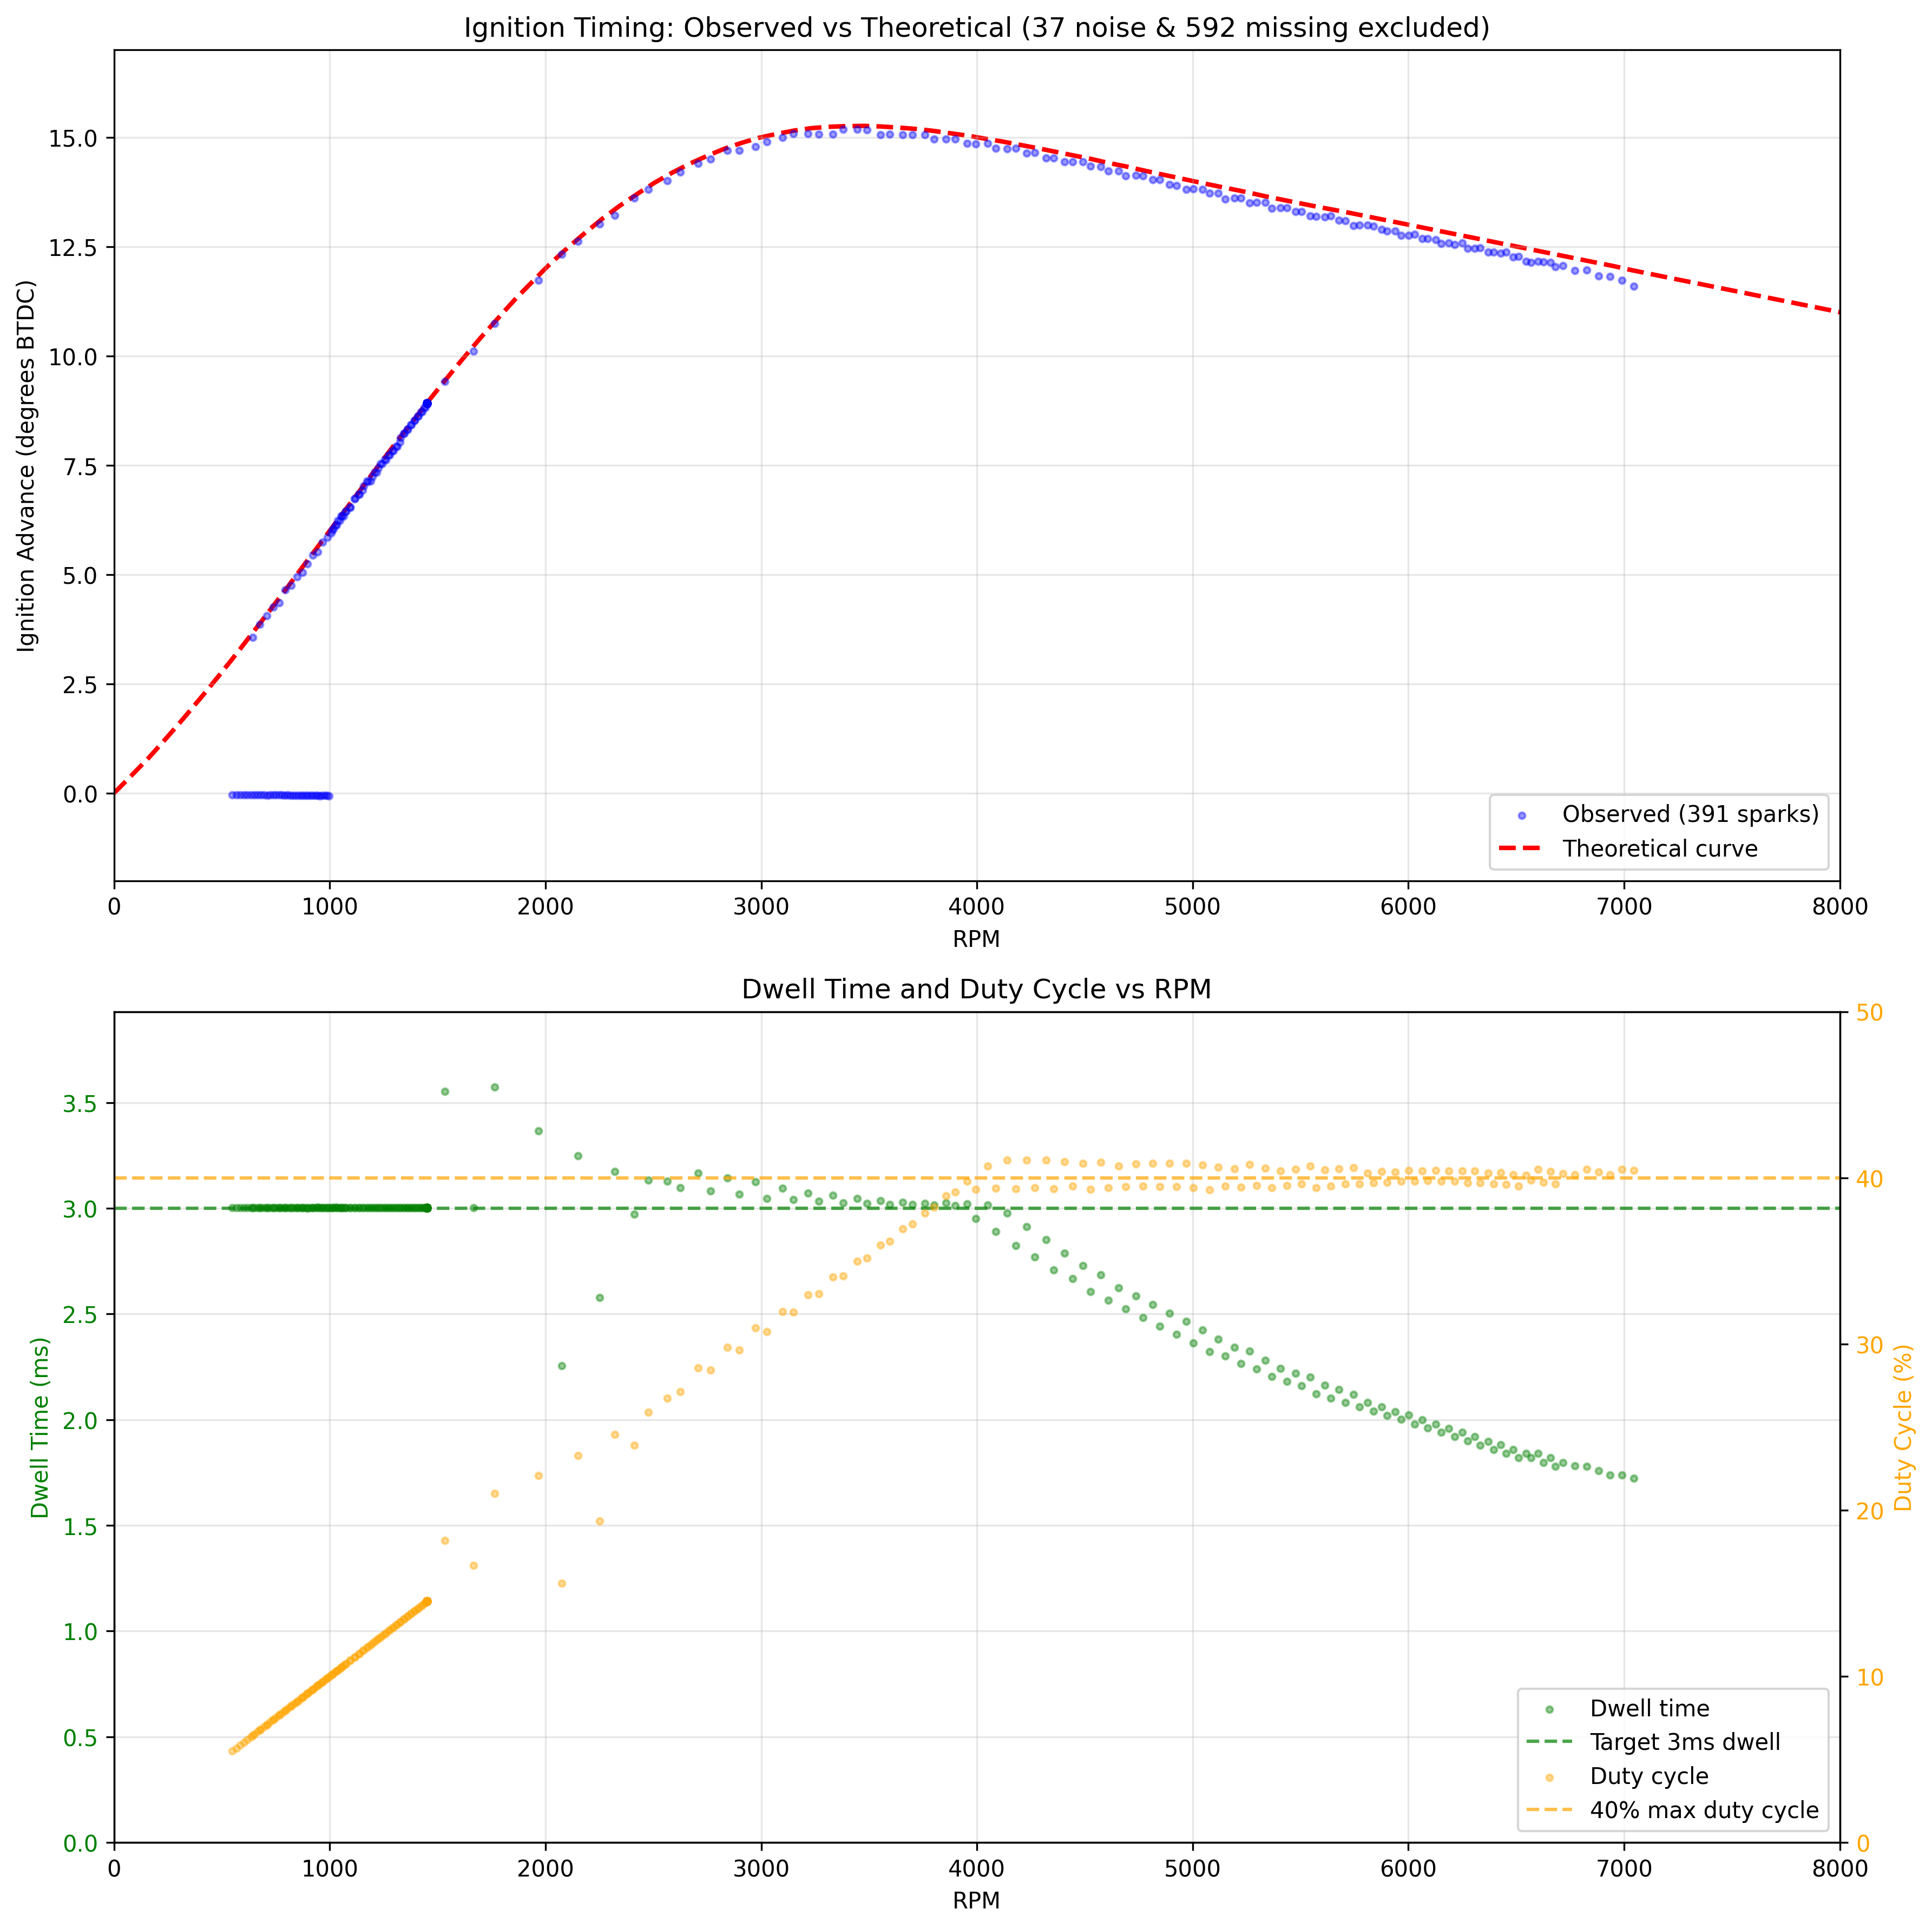 Ignition Timing: Observed vs Theoretical (37 noise & 592 missing excluded)
Ignition Advance (degrees BTDC)
15.0
12.5
10.0
7.5
5.0
2.5
0.0
Observed (391 sparks)
Theoretical curve
0 1000 2000 3000 4000 5000 6000 7000 8000
RPM
Dwell Time and Duty Cycle vs RPM
Dwell Time (ms)
3.5
3.0
2.5
2.0
1.5
1.0
0.5
0.0
50
40
30
20
10
0
Duty Cycle (%)
Dwell time
Target 3ms dwell
Duty cycle
40% max duty cycle
0 1000 2000 3000 4000 5000 6000 7000 8000
RPM